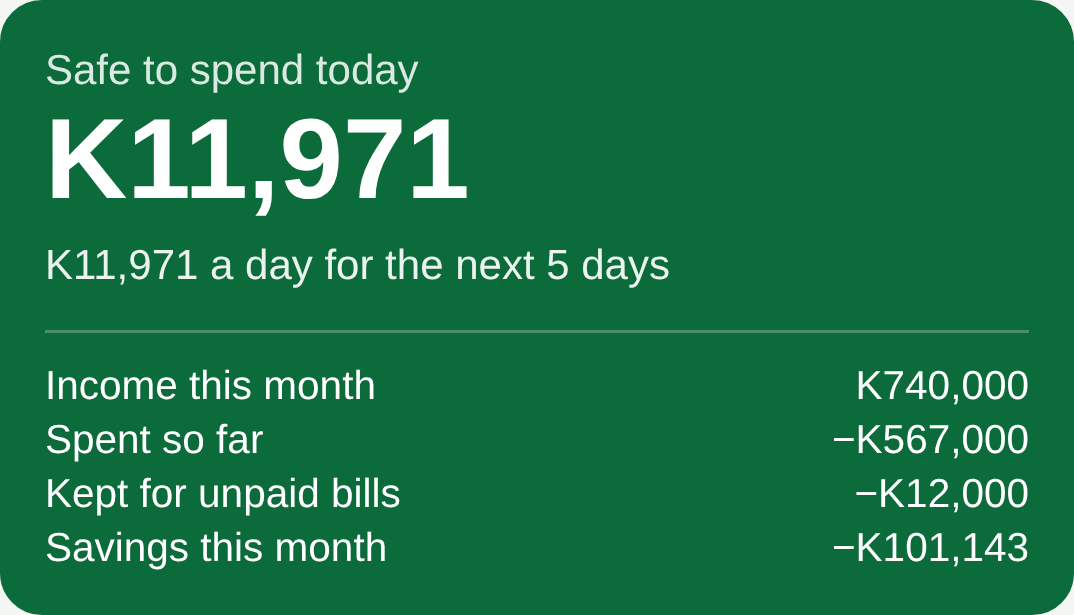 Safe to spend today
K11,971
K11,971 a day for the next 5 days
Income this month K740,000
Spent so far −K567,000
Kept for unpaid bills −K12,000
Savings this month −K101,143